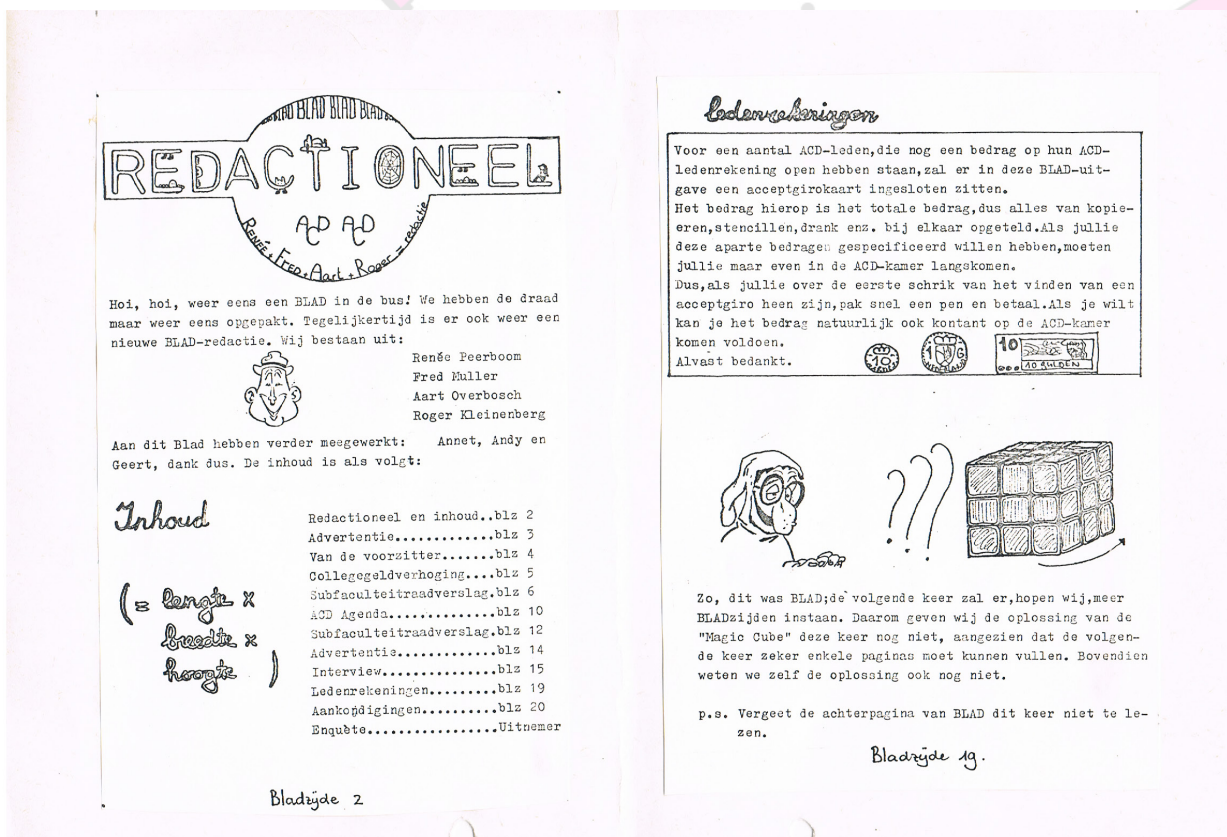 BLAD BLAD BLAD BLAD
REDACTIONEEL
ACD ACD
RENÉE + FRED + Aart + Roger = redactie
Hoi, hoi, weer eens een BLAD in de bus! We hebben de draad
maar weer eens opgepakt. Tegelijkertijd is er ook weer een
nieuwe BLAD-redactie. Wij bestaan uit:
Renée Peerboom
Fred Muller
Aart Overbosch
Roger Kleinenberg
Aan dit Blad hebben verder meegewerkt: Annet, Andy en
Geert, dank dus. De inhoud is als volgt:
Inhoud
(= lengte x
breedte x
hoogte )
Redactioneel en inhoud..blz 2
Advertentie.............blz 3
Van de voorzitter.......blz 4
Collegegeldverhoging....blz 5
Subfaculteitraadverslag.blz 6
ACD Agenda..............blz 10
Subfaculteitraadverslag.blz 12
Advertentie.............blz 14
Interview...............blz 15
Ledenrekeningen.........blz 19
Aankondigingen..........blz 20
Enquête.................Uitnemer
Bladzijde 2
ledenrekeningen
Voor een aantal ACD-leden,die nog een bedrag op hun ACD-
ledenrekening open hebben staan,zal er in deze BLAD-uit-
gave een acceptgirokaart ingesloten zitten.
Het bedrag hierop is het totale bedrag,dus alles van kopie-
eren,stencillen,drank enz. bij elkaar opgeteld.Als jullie
deze aparte bedragen gespecificeerd willen hebben,moeten
jullie maar even in de ACD-kamer langskomen.
Dus,als jullie over de eerste schrik van het vinden van een
acceptgiro heen zijn,pak snel een pen en betaal.Als je wilt
kan je het bedrag natuurlijk ook kontant op de ACD-kamer
komen voldoen.
Alvast bedankt.
10
1 G
10
10 GULDEN
???
Zo, dit was BLAD;de volgende keer zal er,hopen wij,meer
BLADzijden instaan. Daarom geven wij de oplossing van de
"Magic Cube" deze keer nog niet, aangezien dat de volgen-
de keer zeker enkele paginas moet kunnen vullen. Bovendien
weten we zelf de oplossing ook nog niet.
p.s. Vergeet de achterpagina van BLAD dit keer niet te le-
zen.
Bladzijde 19.